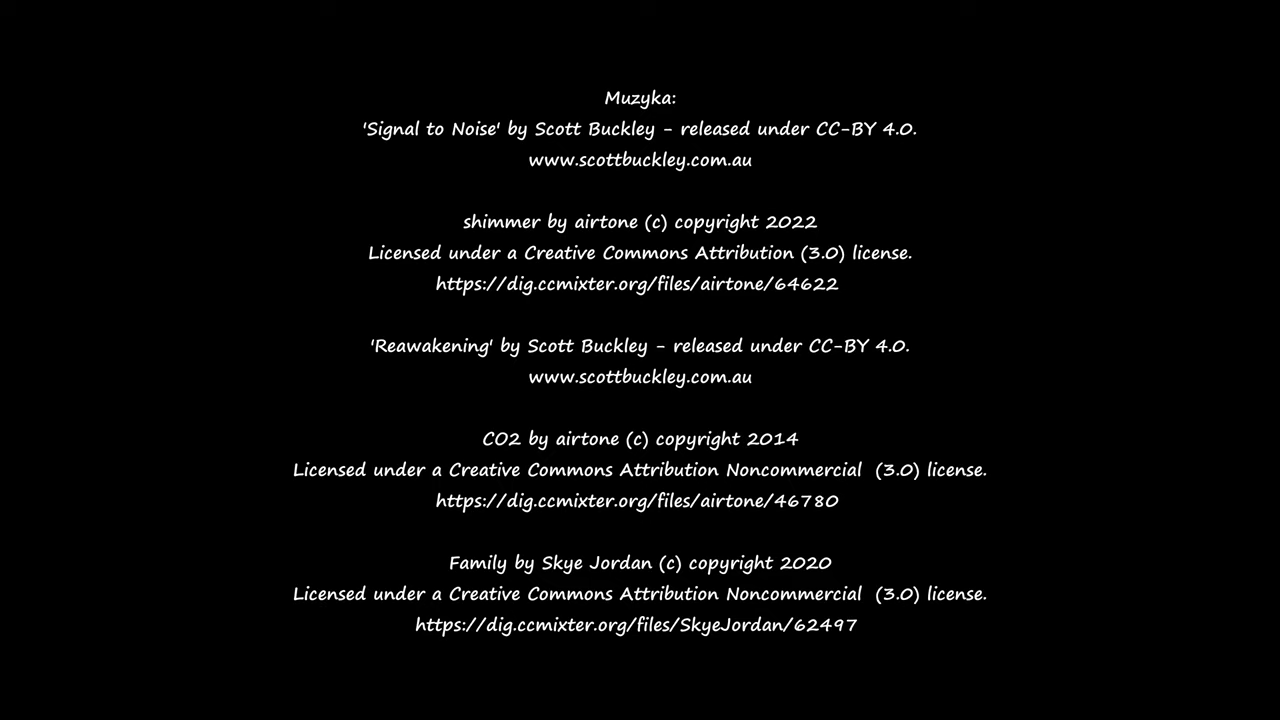 Muzyka:
'Signal to Noise' by Scott Buckley - released under CC-BY 4.0.
www.scottbuckley.com.au
shimmer by airtone (c) copyright 2022
Licensed under a Creative Commons Attribution (3.0) license.
https://dig.ccmixter.org/files/airtone/64622
'Reawakening' by Scott Buckley - released under CC-BY 4.0.
www.scottbuckley.com.au
CO2 by airtone (c) copyright 2014
Licensed under a Creative Commons Attribution Noncommercial  (3.0) license.
https://dig.ccmixter.org/files/airtone/46780
Family by Skye Jordan (c) copyright 2020
Licensed under a Creative Commons Attribution Noncommercial  (3.0) license.
https://dig.ccmixter.org/files/SkyeJordan/62497